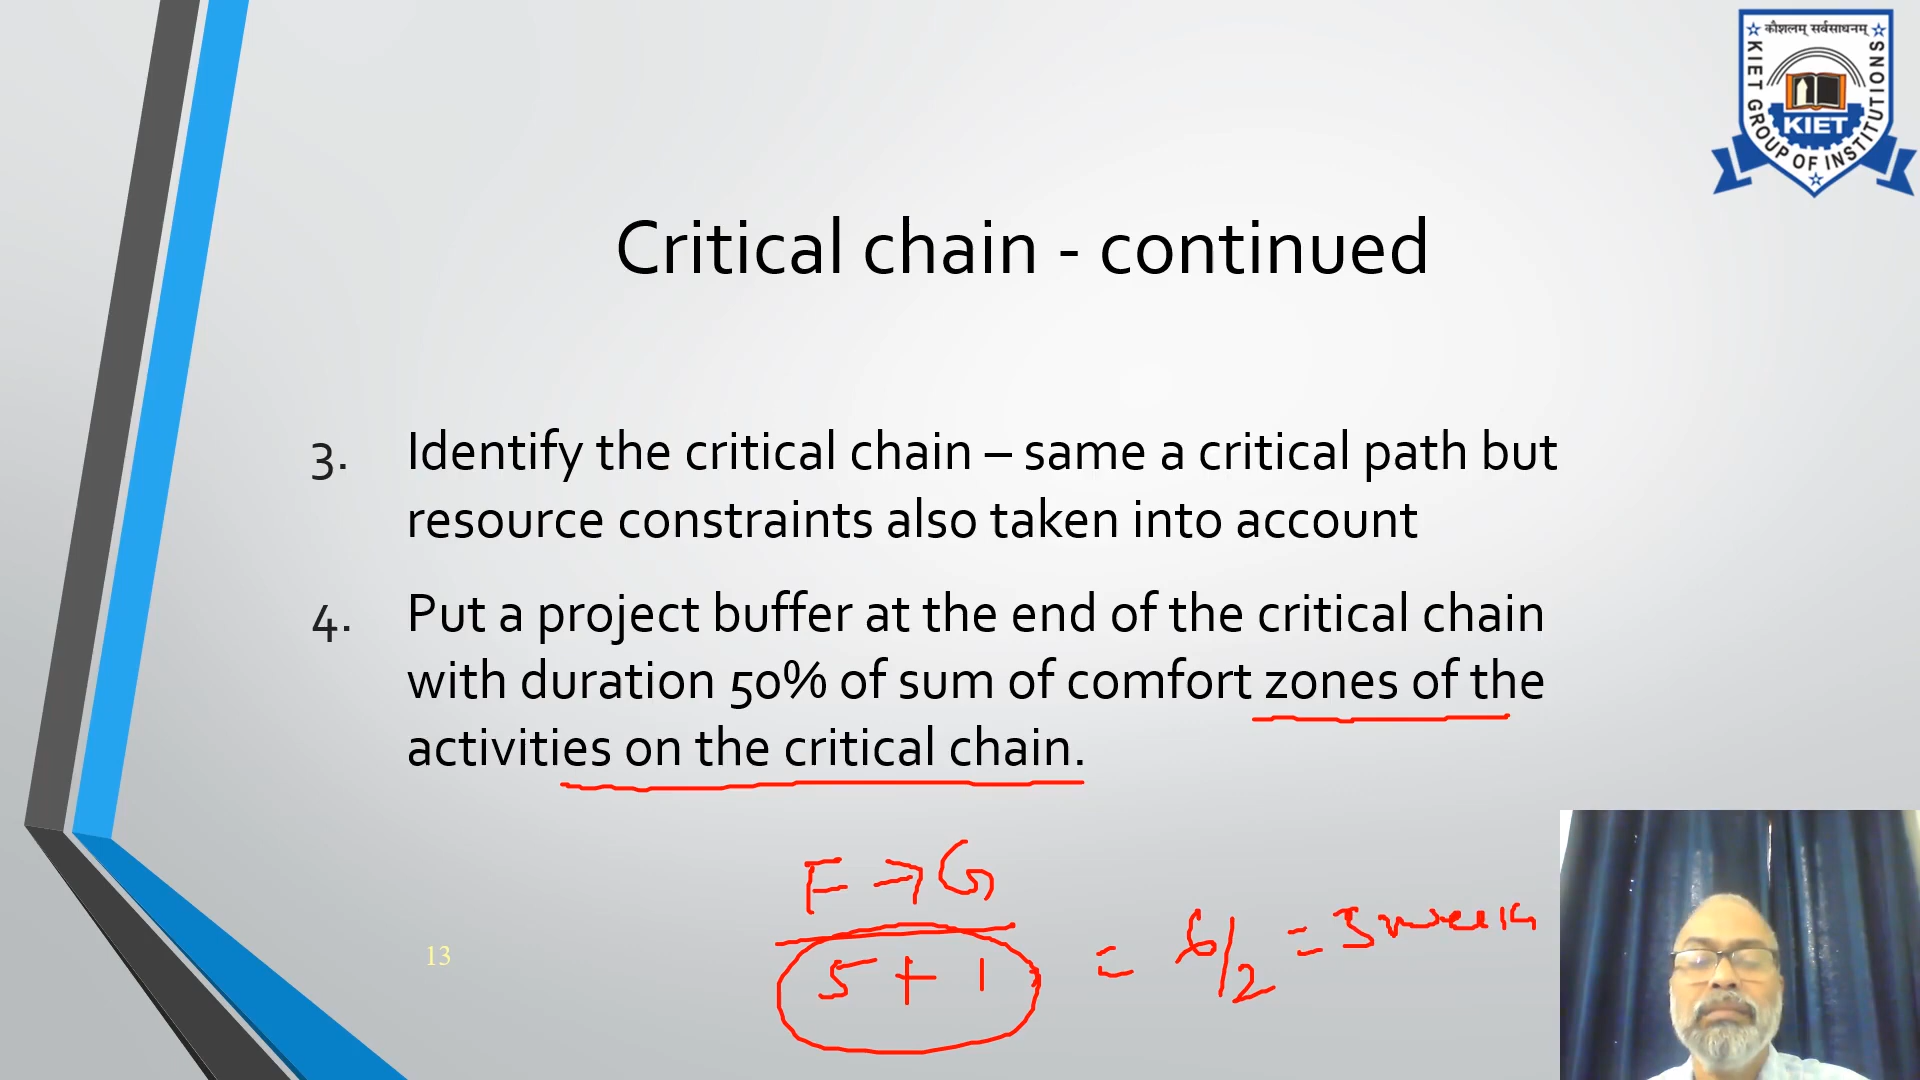 कौशलम् सर्वसाधनम्
KIET GROUP OF INSTITUTIONS
KIET
Critical chain - continued
3. Identify the critical chain – same a critical path but
resource constraints also taken into account
4. Put a project buffer at the end of the critical chain
with duration 50% of sum of comfort zones of the
activities on the critical chain.
F → G
5 + 1 = 6/2 = 3 week
13